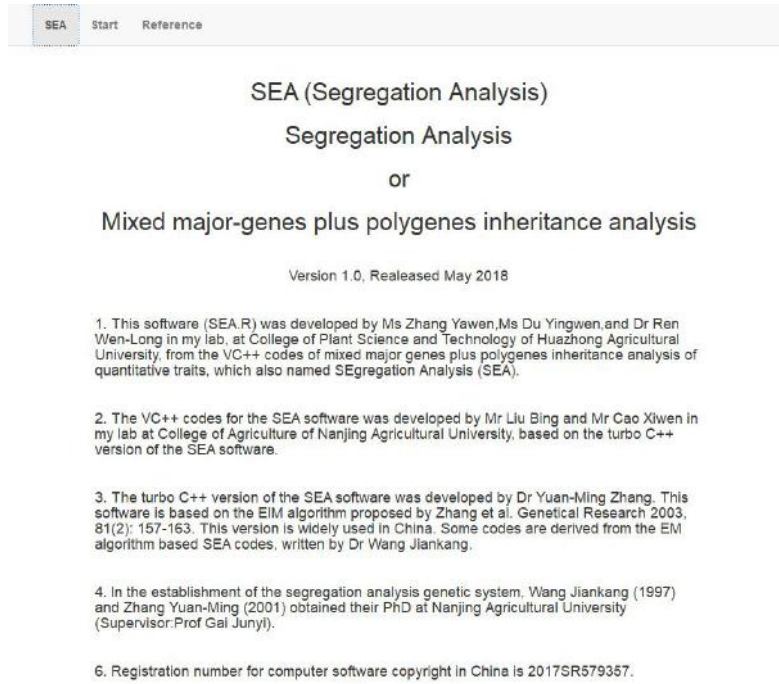 SEA Start Reference
SEA (Segregation Analysis)
Segregation Analysis
or
Mixed major-genes plus polygenes inheritance analysis
Version 1.0, Realeased May 2018
1. This software (SEA.R) was developed by Ms Zhang Yawen,Ms Du Yingwen,and Dr Ren
Wen-Long in my lab, at College of Plant Science and Technology of Huazhong Agricultural
University, from the VC++ codes of mixed major genes plus polygenes inheritance analysis of
quantitative traits, which also named SEgregation Analysis (SEA).
2. The VC++ codes for the SEA software was developed by Mr Liu Bing and Mr Cao Xiwen in
my lab at College of Agriculture of Nanjing Agricultural University, based on the turbo C++
version of the SEA software.
3. The turbo C++ version of the SEA software was developed by Dr Yuan-Ming Zhang. This
software is based on the EIM algorithm proposed by Zhang et al. Genetical Research 2003,
81(2): 157-163. This version is widely used in China. Some codes are derived from the EM
algorithm based SEA codes, written by Dr Wang Jiankang.
4. In the establishment of the segregation analysis genetic system, Wang Jiankang (1997)
and Zhang Yuan-Ming (2001) obtained their PhD at Nanjing Agricultural University
(Supervisor:Prof Gai Junyi).
6. Registration number for computer software copyright in China is 2017SR579357.